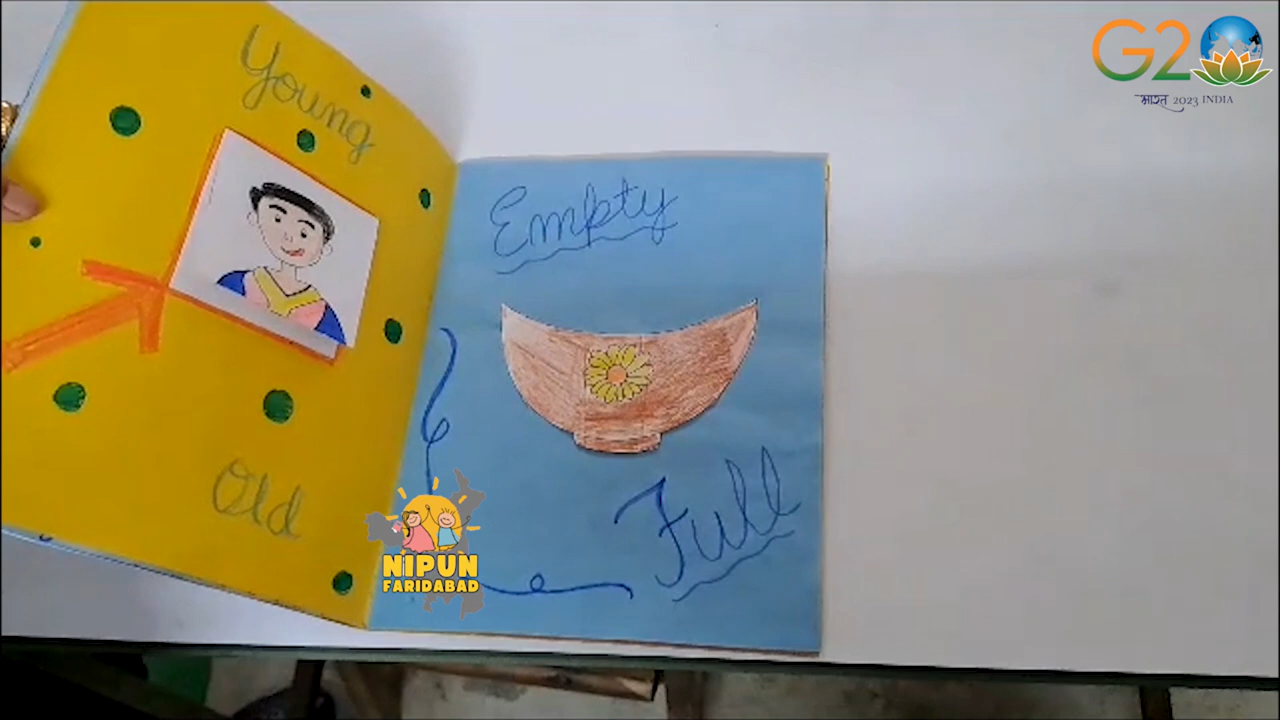 Young
Old
Empty
Full
G20
भारत 2023 INDIA
NIPUN
FARIDABAD